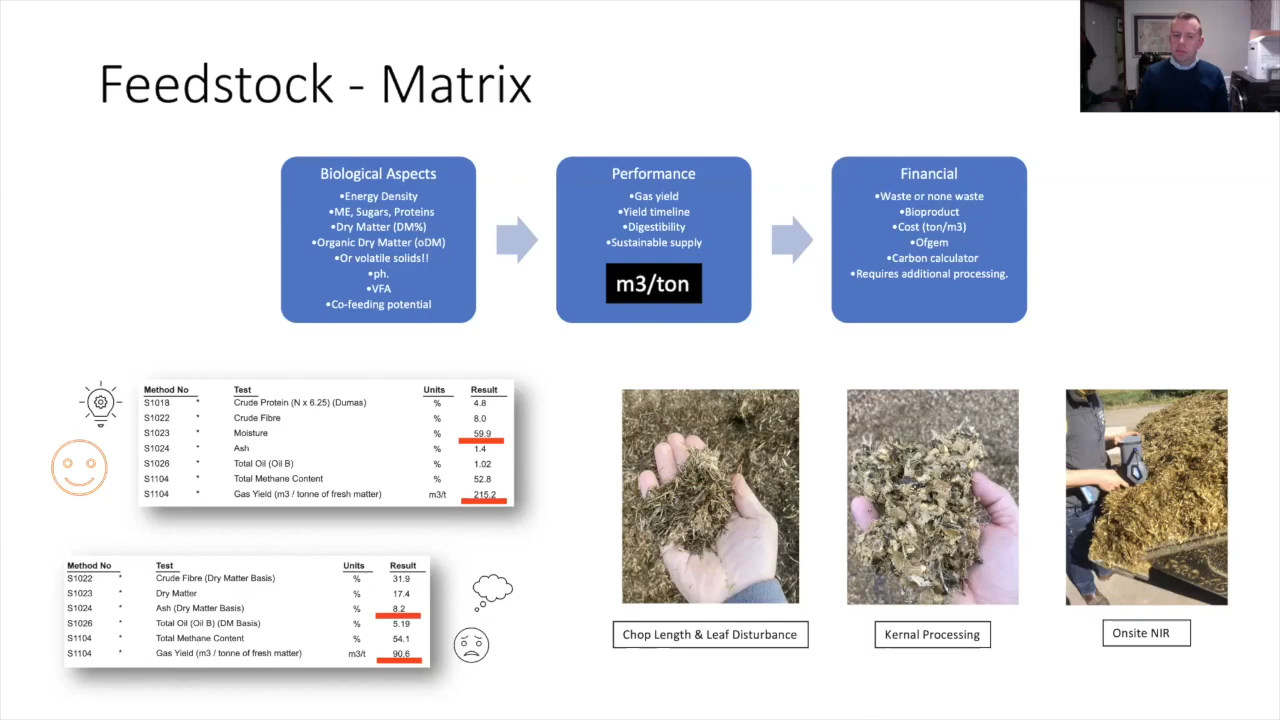 Feedstock - Matrix
Biological Aspects
•Energy Density
•ME, Sugars, Proteins
•Dry Matter (DM%)
•Organic Dry Matter (oDM)
•Or volatile solids!!
•ph.
•VFA
•Co-feeding potential
Performance
•Gas yield
•Yield timeline
•Digestibility
•Sustainable supply
m3/ton
Financial
•Waste or none waste
•Bioproduct
•Cost (ton/m3)
•Ofgem
•Carbon calculator
•Requires additional processing.
Method No Test Units Result
S1018 * Crude Protein (N x 6.25) (Dumas) % 4.8
S1022 * Crude Fibre % 8.0
S1023 * Moisture % 59.9
S1024 * Ash % 1.4
S1026 * Total Oil (Oil B) % 1.02
S1104 * Total Methane Content % 52.8
S1104 * Gas Yield (m3 / tonne of fresh matter) m3/t 215.2
Method No Test Units Result
S1022 * Crude Fibre (Dry Matter Basis) % 31.9
S1023 * Dry Matter % 17.4
S1024 * Ash (Dry Matter Basis) % 8.2
S1026 * Total Oil (Oil B) (DM Basis) % 5.19
S1104 * Total Methane Content % 54.1
S1104 * Gas Yield (m3 / tonne of fresh matter) m3/t 90.6
Chop Length & Leaf Disturbance
Kernal Processing
Onsite NIR